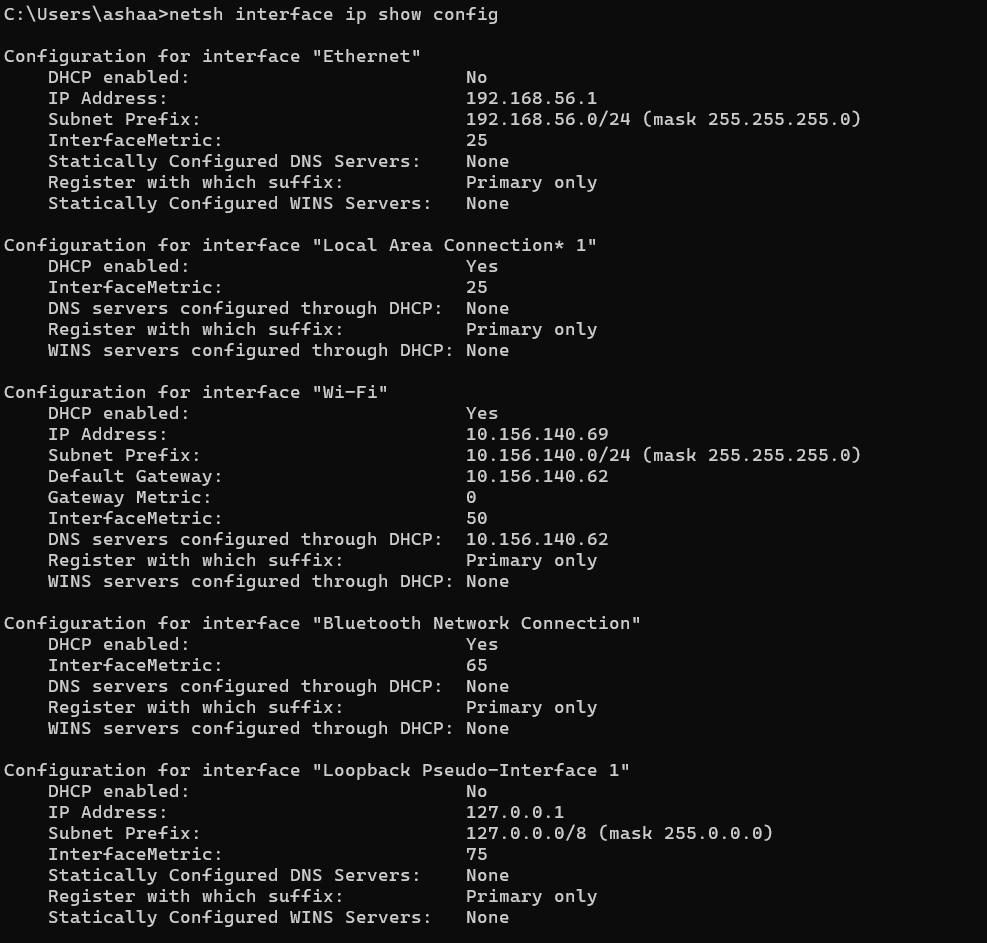 C:\Users\ashaa>netsh interface ip show config

Configuration for interface "Ethernet"
    DHCP enabled:                         No
    IP Address:                           192.168.56.1
    Subnet Prefix:                        192.168.56.0/24 (mask 255.255.255.0)
    InterfaceMetric:                      25
    Statically Configured DNS Servers:    None
    Register with which suffix:           Primary only
    Statically Configured WINS Servers:   None

Configuration for interface "Local Area Connection* 1"
    DHCP enabled:                         Yes
    InterfaceMetric:                      25
    DNS servers configured through DHCP:  None
    Register with which suffix:           Primary only
    WINS servers configured through DHCP: None

Configuration for interface "Wi-Fi"
    DHCP enabled:                         Yes
    IP Address:                           10.156.140.69
    Subnet Prefix:                        10.156.140.0/24 (mask 255.255.255.0)
    Default Gateway:                      10.156.140.62
    Gateway Metric:                       0
    InterfaceMetric:                      50
    DNS servers configured through DHCP:  10.156.140.62
    Register with which suffix:           Primary only
    WINS servers configured through DHCP: None

Configuration for interface "Bluetooth Network Connection"
    DHCP enabled:                         Yes
    InterfaceMetric:                      65
    DNS servers configured through DHCP:  None
    Register with which suffix:           Primary only
    WINS servers configured through DHCP: None

Configuration for interface "Loopback Pseudo-Interface 1"
    DHCP enabled:                         No
    IP Address:                           127.0.0.1
    Subnet Prefix:                        127.0.0.0/8 (mask 255.0.0.0)
    InterfaceMetric:                      75
    Statically Configured DNS Servers:    None
    Register with which suffix:           Primary only
    Statically Configured WINS Servers:   None